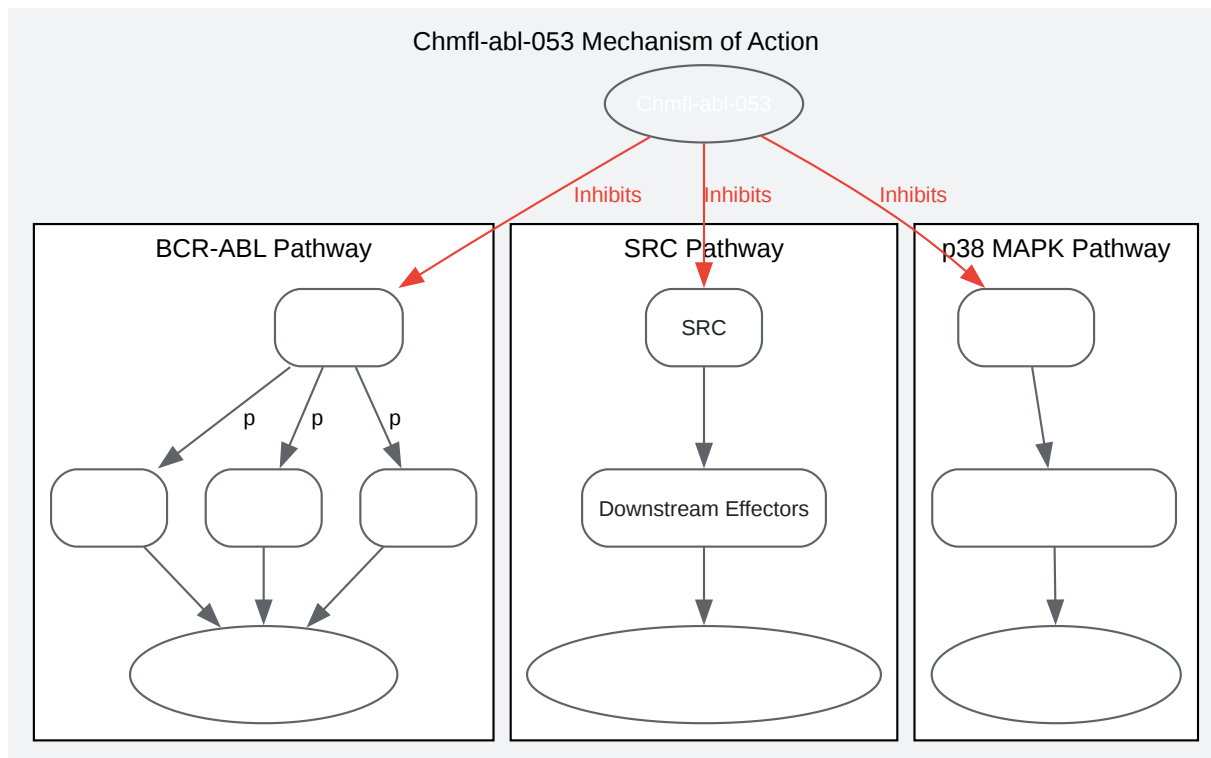 Chmfl-abl-053 Mechanism of Action
Chmfl-abl-053
Inhibits
Inhibits
Inhibits
BCR-ABL Pathway
SRC Pathway
p38 MAPK Pathway
SRC
p
p
p
Downstream Effectors